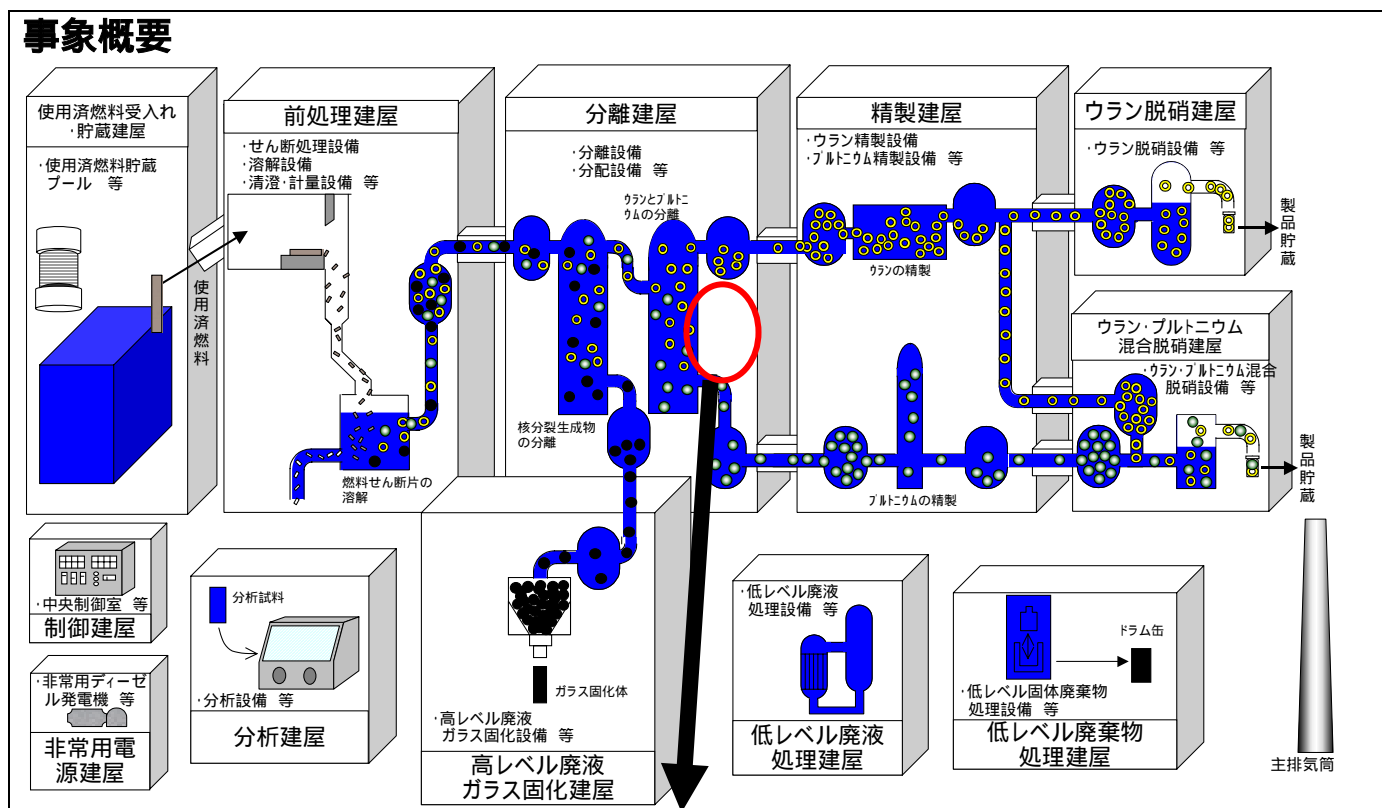 事象概要
使用済燃料受入れ
・貯蔵建屋
・使用済燃料貯蔵
プール 等
使用済燃料
前処理建屋
・せん断処理設備
・溶解設備
・清澄・計量設備 等
燃料せん断片の
溶解
分離建屋
・分離設備
・分配設備 等
ウランとプルトニ
ウムの分離
核分裂生成物
の分離
精製建屋
・ウラン精製設備
・プルトニウム精製設備 等
ウランの精製
プルトニウムの精製
ウラン脱硝建屋
・ウラン脱硝設備 等
製品貯蔵
ウラン・プルトニウム
混合脱硝建屋
・ウラン・プルトニウム混合
脱硝設備 等
製品貯蔵
・中央制御室 等
制御建屋
・非常用ディーゼ
ル発電機 等
非常用電
源建屋
分析試料
・分析設備 等
分析建屋
ガラス固化体
・高レベル廃液
ガラス固化設備 等
高レベル廃液
ガラス固化建屋
・低レベル廃液
処理設備 等
低レベル廃液
処理建屋
ドラム缶
・低レベル固体廃棄物
処理設備 等
低レベル廃棄物
処理建屋
主排気筒